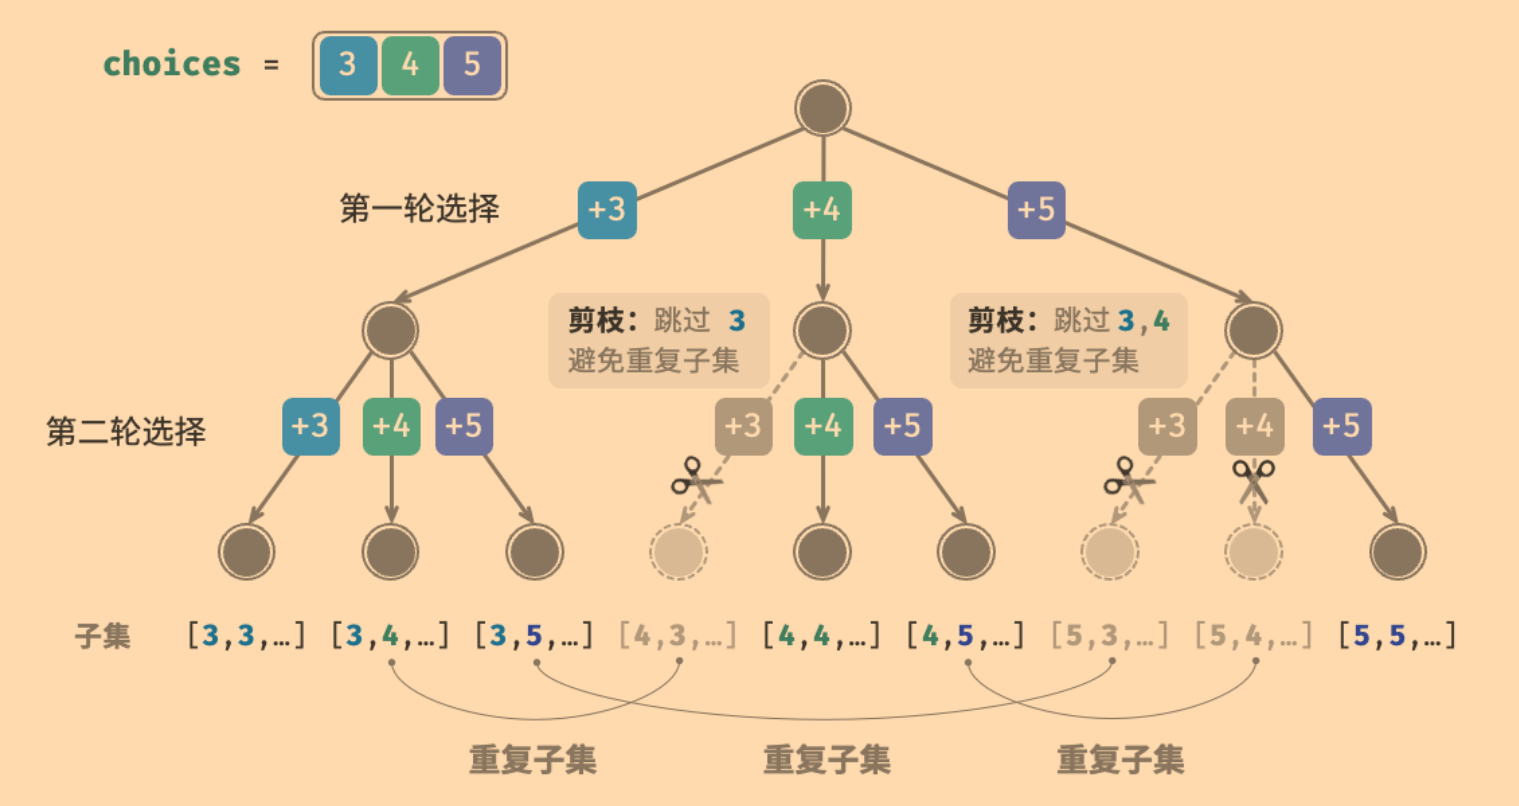 choices = 3 4 5
第一轮选择 +3 +4 +5
剪枝：跳过 3
避免重复子集
剪枝：跳过 3,4
避免重复子集
第二轮选择 +3 +4 +5 +3 +4 +5 +3 +4 +5
子集 [3,3,…] [3,4,…] [3,5,…] [4,3,…] [4,4,…] [4,5,…] [5,3,…] [5,4,…] [5,5,…]
重复子集 重复子集 重复子集